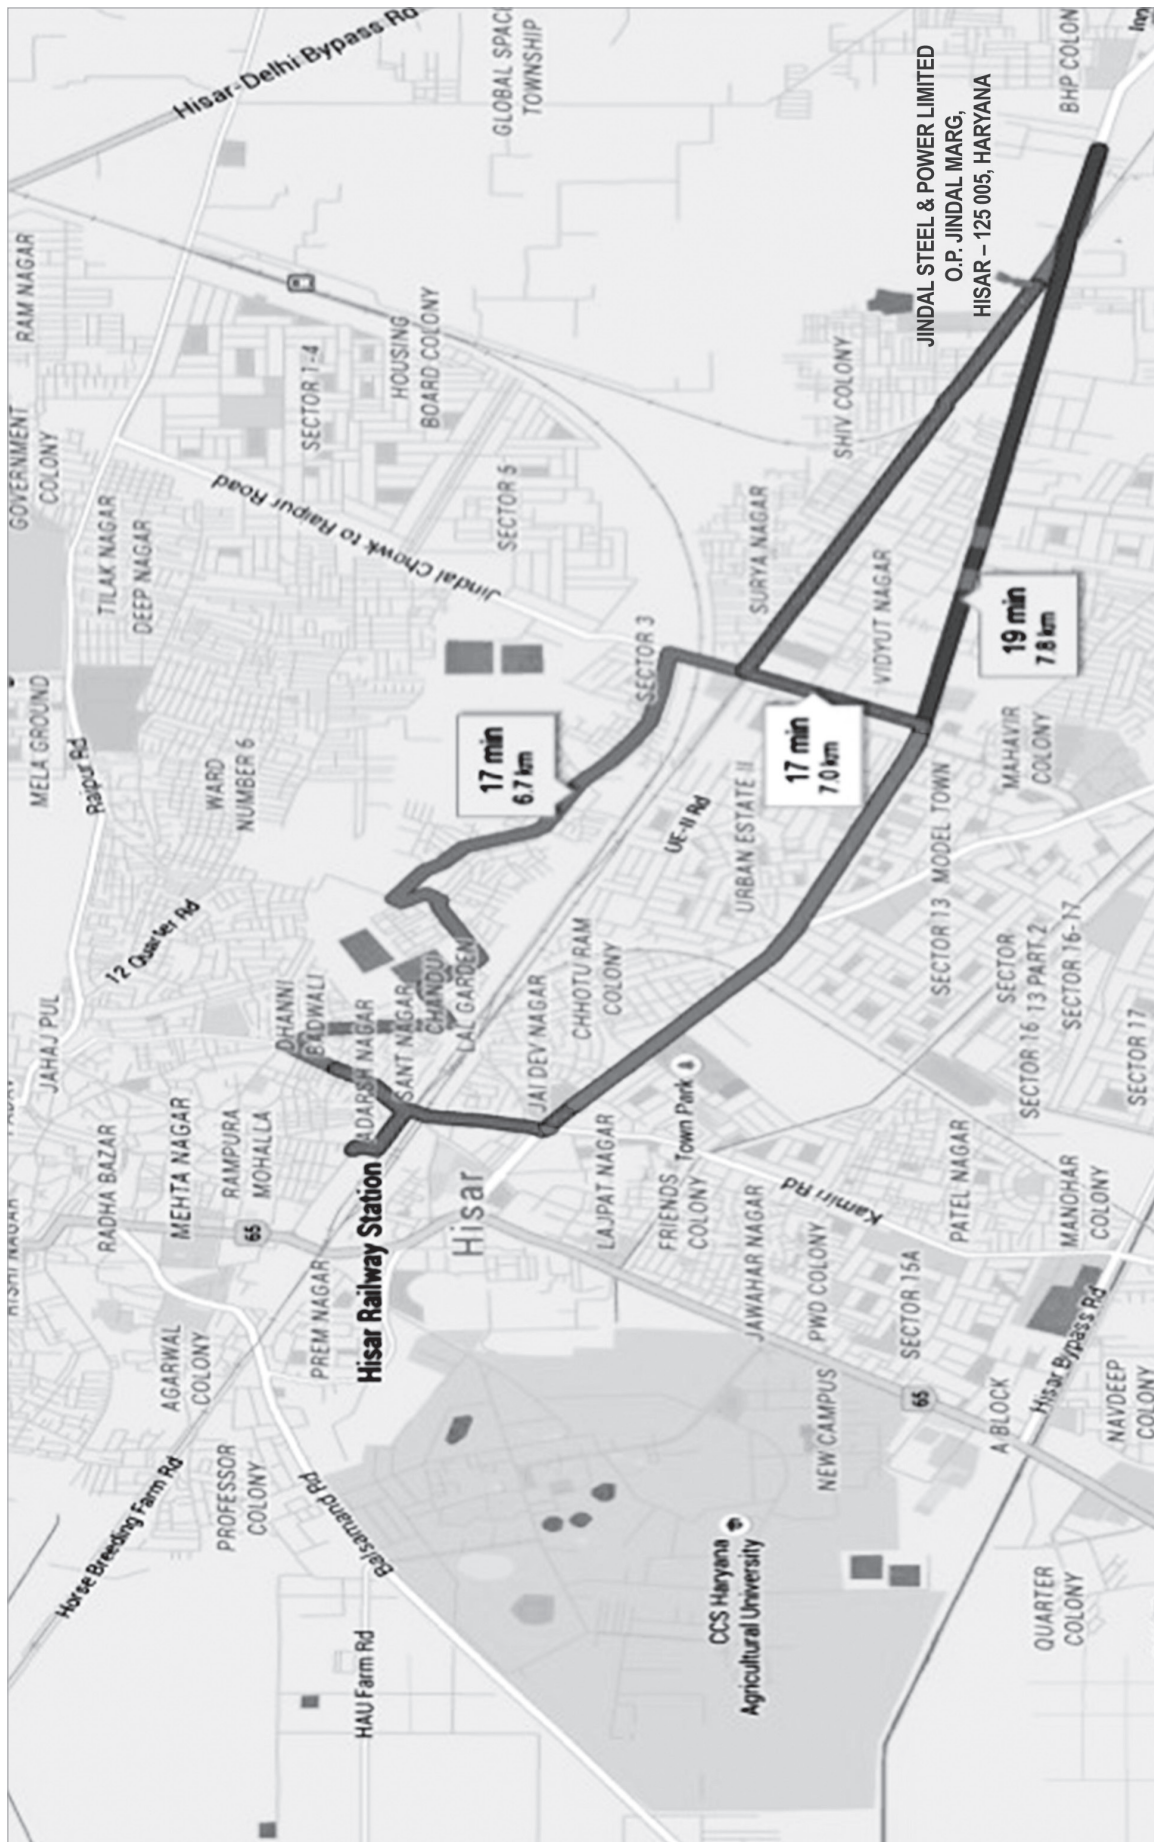 MELA GROUND
GOVERNMENT
COLONY
RAM NAGAR
JAHAJ PUL
Raipur Rd
RADHA BAZAR
TILAK NAGAR
DEEP NAGAR
Horse Breeding Farm Rd
12 Quarter Rd
MEHTA NAGAR
AGARWAL
COLONY
WARD
NUMBER 6
RAMPURA
MOHALLA
PROFESSOR
COLONY
65
Hisar-Delhi Bypass Rd
Jindal Chowk to Raipur Road
DHANNI
BADWALI
SECTOR 1-4
PREM NAGAR
Balsamand Rd
HAU Farm Rd
Hisar Railway Station
ADARSH NAGAR
SANT NAGAR
HOUSING
BOARD COLONY
CHANDU
LAL GARDEN
Hisar
17 min
6.7 km
SECTOR 5
GLOBAL SPAC
TOWNSHIP
JAI DEV NAGAR
CHHOTU RAM
COLONY
LAJPAT NAGAR
SECTOR 3
FRIENDS
COLONY
Town Park
UE-II Rd
CCS Haryana
Agricultural University
JAWAHAR NAGAR
URBAN ESTATE II
SURYA NAGAR
17 min
7.0 km
Kamiri Rd
PWD COLONY
NEW CAMPUS
SHIV COLONY
VIDYUT NAGAR
SECTOR 15A
65
JINDAL STEEL & POWER LIMITED
O.P. JINDAL MARG,
HISAR – 125 005, HARYANA
SECTOR 13
MODEL TOWN
PATEL NAGAR
A BLOCK
19 min
7.8 km
MAHAVIR
COLONY
SECTOR
13 PART 2
SECTOR 16
QUARTER
COLONY
Hisar Bypass Rd
SECTOR 16-17
MANOHAR
COLONY
BHP COLON
NAVDEEP
COLONY
SECTOR 17
Inn